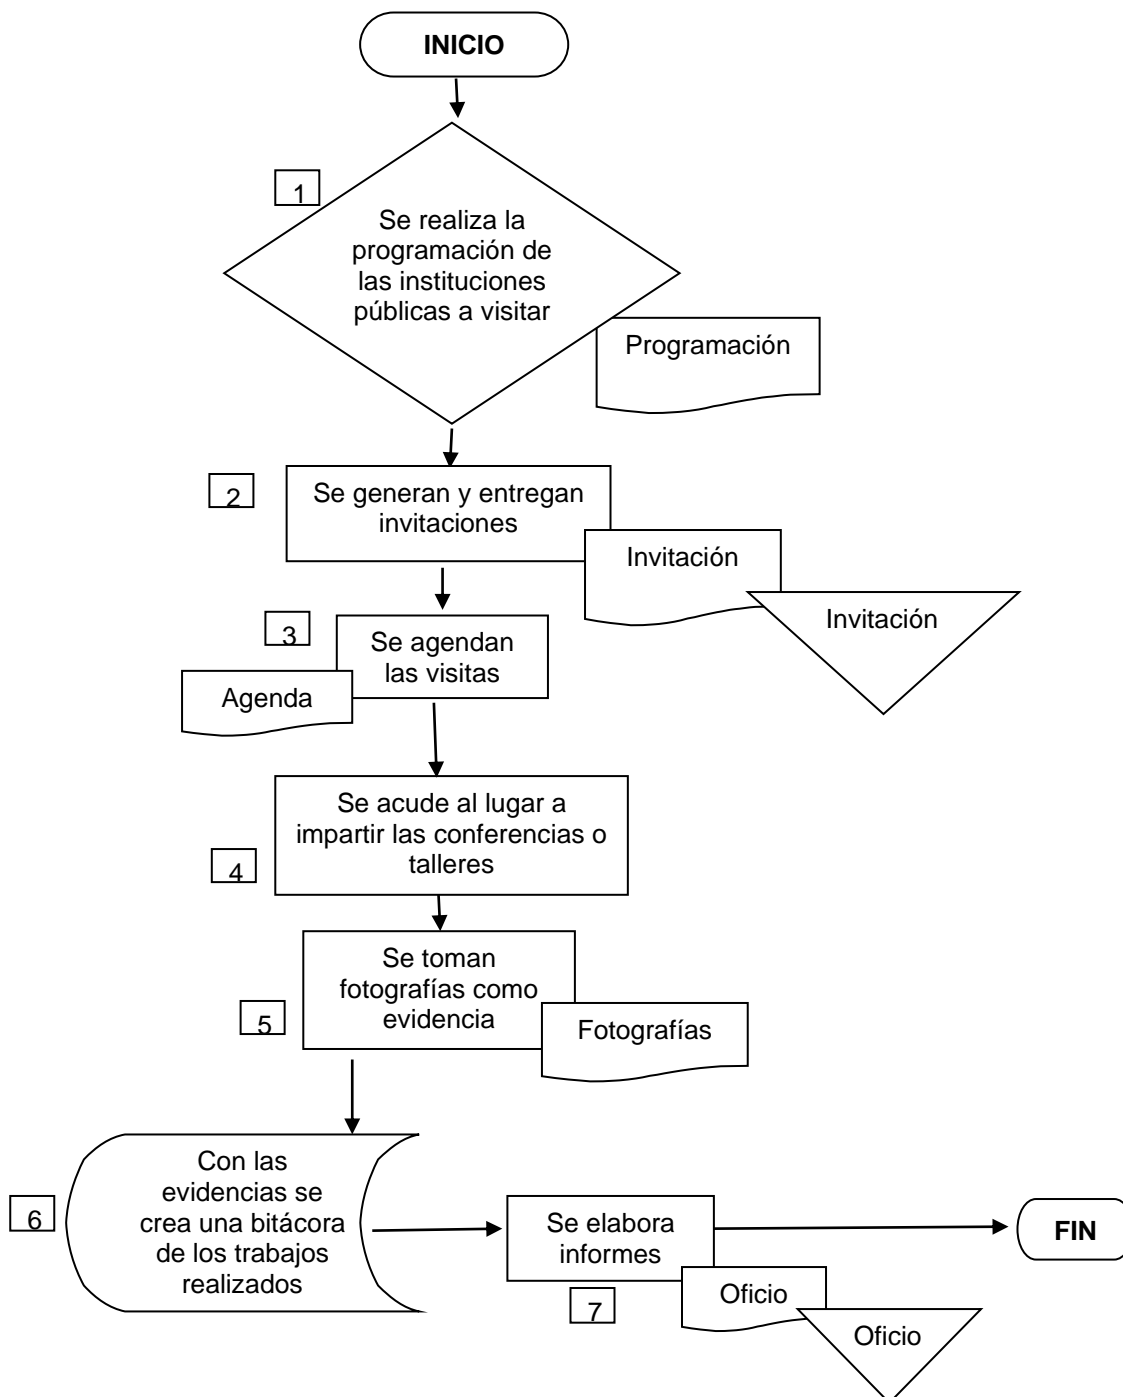 INICIO
1
Se realiza la
programación de
las instituciones
públicas a visitar
Programación
2
Se generan y entregan
invitaciones
Invitación
Invitación
3
Se agendan
las visitas
Agenda
Se acude al lugar a
impartir las conferencias o
talleres
4
Se toman
fotografías como
evidencia
5
Fotografías
Con las
evidencias se
crea una bitácora
de los trabajos
realizados
6
Se elabora
informes
7
Oficio
Oficio
FIN